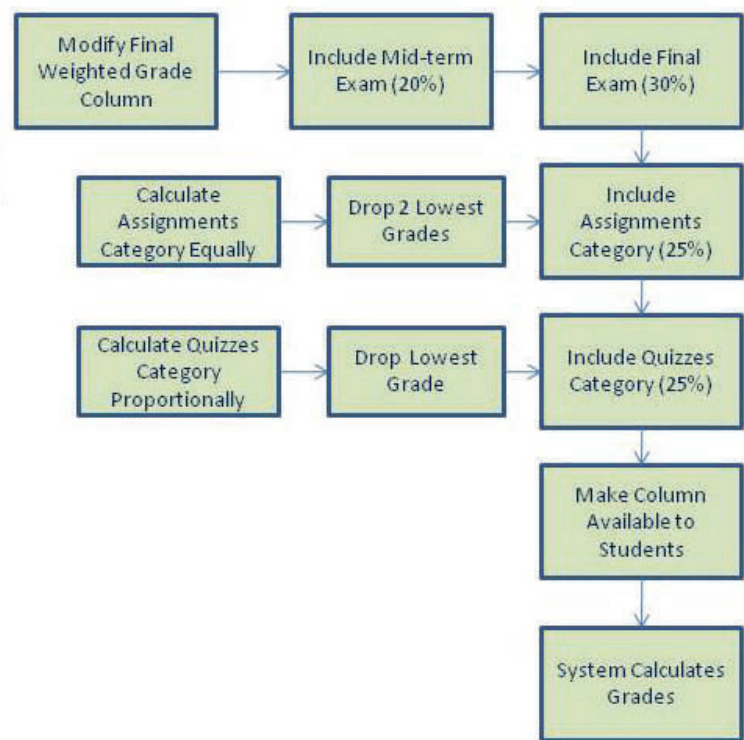 Modify Final
Weighted Grade
Column
Include Mid-term
Exam (20%)
Include Final
Exam (30%)
Calculate
Assignments
Category Equally
Drop 2 Lowest
Grades
Include
Assignments
Category (25%)
Calculate Quizzes
Category
Proportionally
Drop Lowest
Grade
Include Quizzes
Category (25%)
Make Column
Available to
Students
System Calculates
Grades